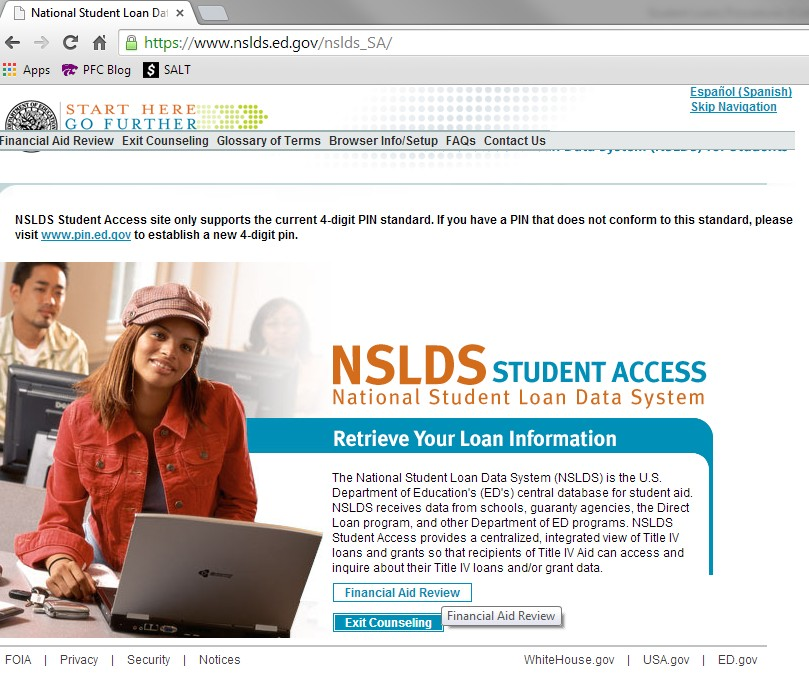 National Student Loan Da
https://www.nslds.ed.gov/nslds_SA/
Apps PFC Blog $ SALT
Español (Spanish)
Skip Navigation
START HERE
GO FURTHER
Financial Aid Review Exit Counseling Glossary of Terms Browser Info/Setup FAQs Contact Us
NSLDS Student Access site only supports the current 4-digit PIN standard. If you have a PIN that does not conform to this standard, please
visit www.pin.ed.gov to establish a new 4-digit pin.
NSLDS STUDENT ACCESS
National Student Loan Data System
Retrieve Your Loan Information
The National Student Loan Data System (NSLDS) is the U.S.
Department of Education's (ED's) central database for student aid.
NSLDS receives data from schools, guaranty agencies, the Direct
Loan program, and other Department of ED programs. NSLDS
Student Access provides a centralized, integrated view of Title IV
loans and grants so that recipients of Title IV Aid can access and
inquire about their Title IV loans and/or grant data.
Financial Aid Review
Exit Counseling
Financial Aid Review
FOIA | Privacy | Security | Notices
WhiteHouse.gov | USA.gov | ED.gov